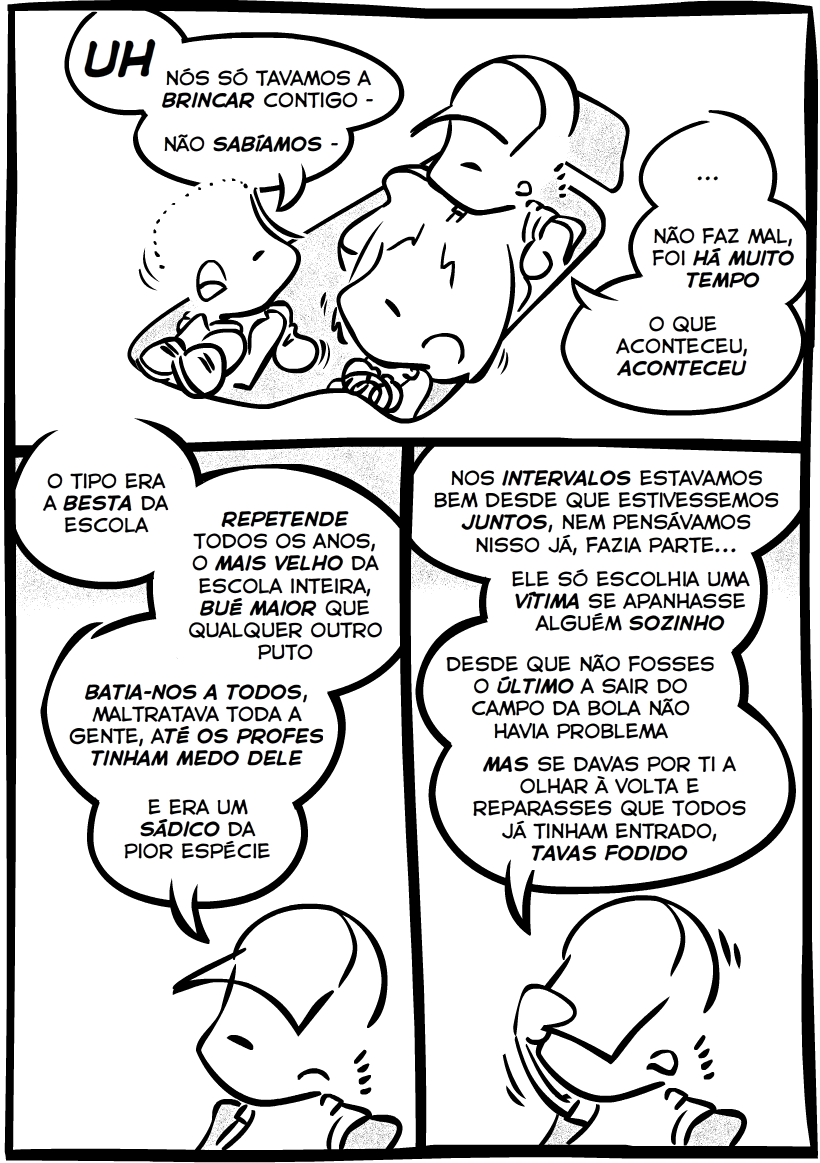 UH
NÓS SÓ TAVAMOS A
BRINCAR CONTIGO -
NÃO SABÍAMOS -
...
NÃO FAZ MAL,
FOI HÁ MUITO
TEMPO
O QUE
ACONTECEU,
ACONTECEU
O TIPO ERA
A BESTA DA
ESCOLA
REPETENDE
TODOS OS ANOS,
O MAIS VELHO DA
ESCOLA INTEIRA,
BUÉ MAIOR QUE
QUALQUER OUTRO
PUTO
BATIA-NOS A TODOS,
MALTRATAVA TODA A
GENTE, ATÉ OS PROFES
TINHAM MEDO DELE
E ERA UM
SÁDICO DA
PIOR ESPÉCIE
NOS INTERVALOS ESTAVAMOS
BEM DESDE QUE ESTIVESSEMOS
JUNTOS, NEM PENSÁVAMOS
NISSO JÁ, FAZIA PARTE...
ELE SÓ ESCOLHIA UMA
VÍTIMA SE APANHASSE
ALGUÉM SOZINHO
DESDE QUE NÃO FOSSES
O ÚLTIMO A SAIR DO
CAMPO DA BOLA NÃO
HAVIA PROBLEMA
MAS SE DAVAS POR TI A
OLHAR À VOLTA E
REPARASSES QUE TODOS
JÁ TINHAM ENTRADO,
TAVAS FODIDO